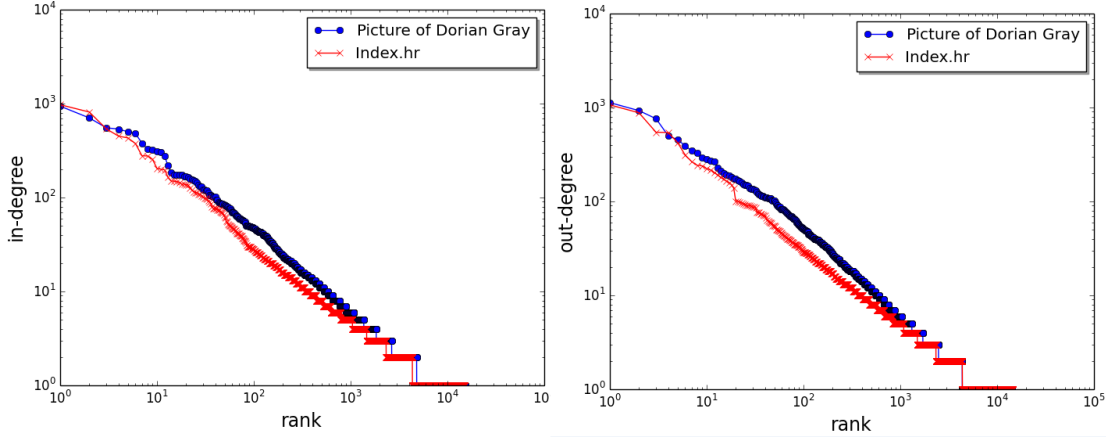 10^4
10^3
10^2
10^1
10^0
in-degree
Picture of Dorian Gray
Index.hr
10^0 10^1 10^2 10^3 10^4 10
rank
10^4
10^3
10^2
10^1
10^0
out-degree
Picture of Dorian Gray
Index.hr
10^0 10^1 10^2 10^3 10^4 10^5
rank